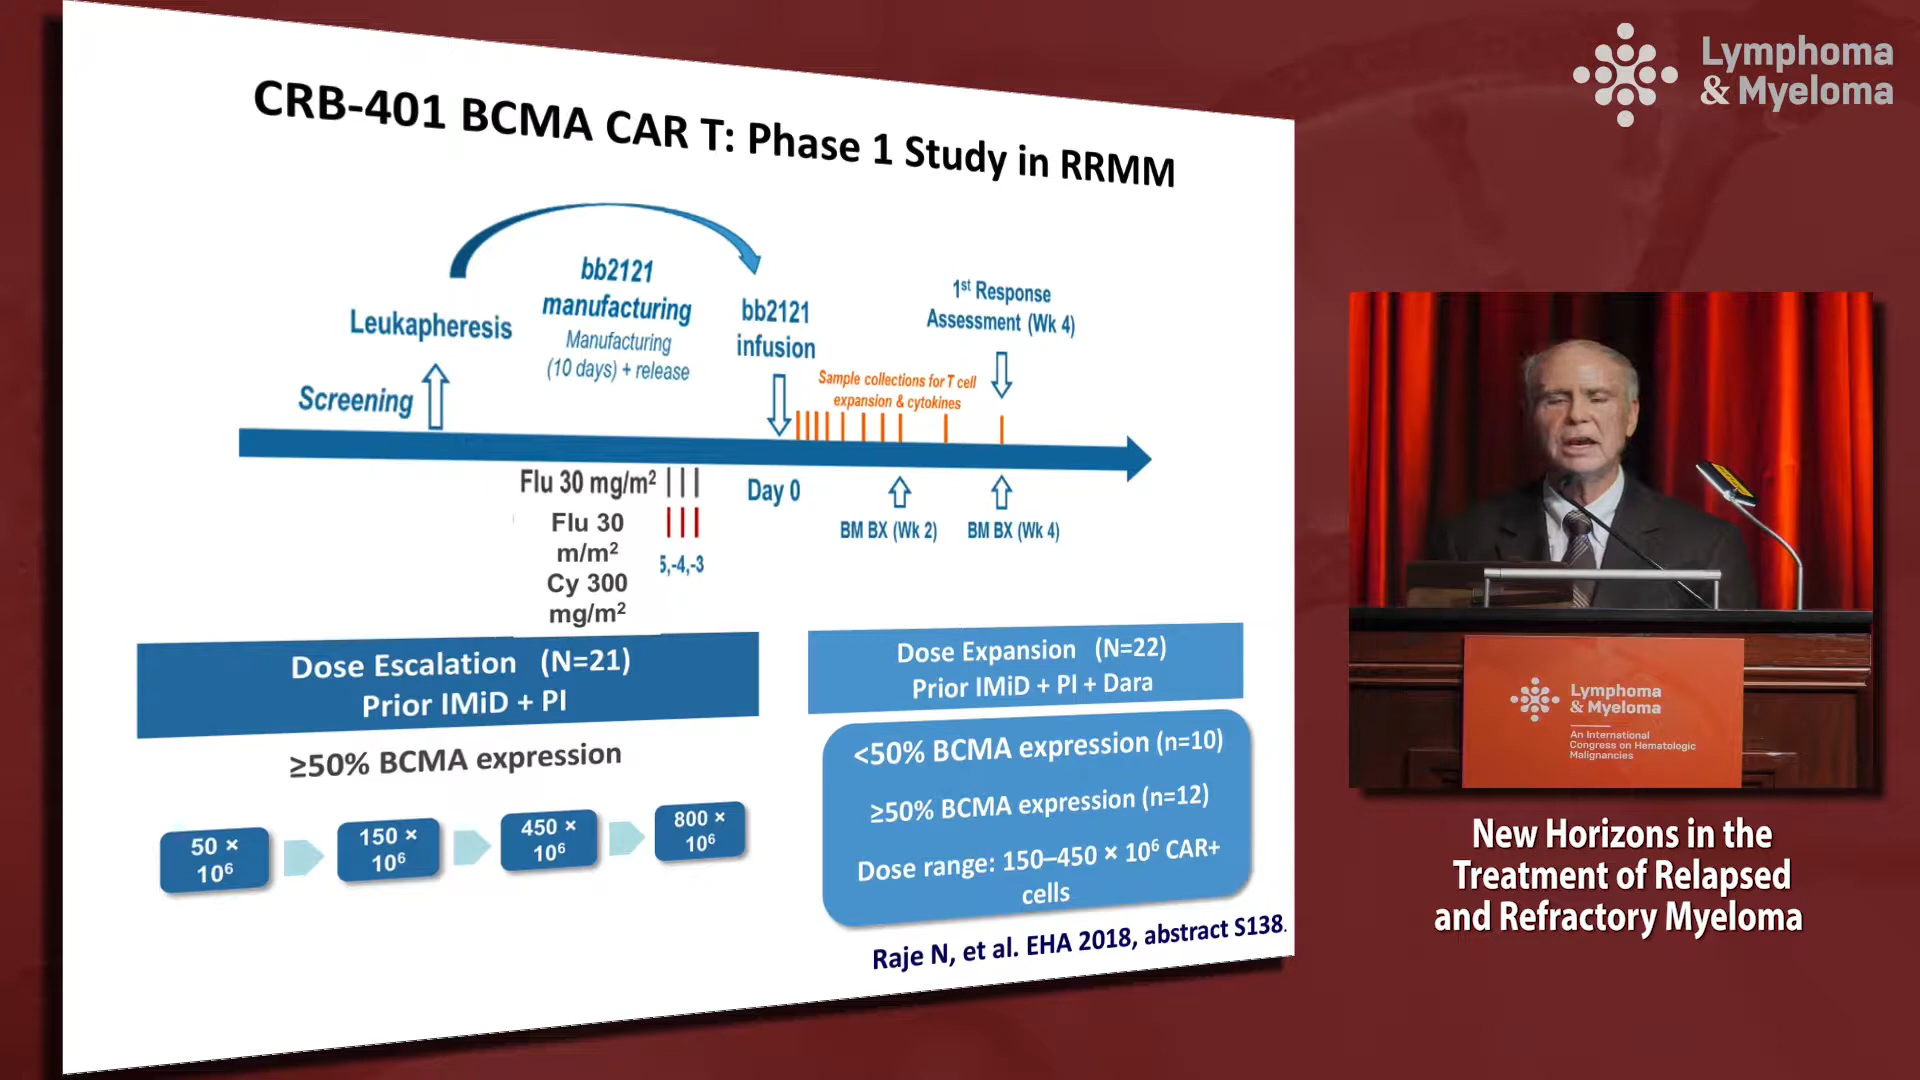 CRB-401 BCMA CAR T: Phase 1 Study in RRMM
bb2121
manufacturing
Manufacturing
(10 days) + release
Leukapheresis
Screening
bb2121
infusion
1st Response
Assessment (Wk 4)
Sample collections for T cell
expansion & cytokines
Flu 30 mg/m²
Flu 30
m/m²
Cy 300
mg/m²
5,-4,-3
Day 0
BM BX (Wk 2)
BM BX (Wk 4)
Dose Escalation (N=21)
Prior IMiD + PI
≥50% BCMA expression
50 ×
10⁶
150 ×
10⁶
450 ×
10⁶
800 ×
10⁶
Dose Expansion (N=22)
Prior IMiD + PI + Dara
<50% BCMA expression (n=10)
≥50% BCMA expression (n=12)
Dose range: 150–450 × 10⁶ CAR+
cells
Raje N, et al. EHA 2018, abstract S138.
Lymphoma
& Myeloma
Lymphoma
& Myeloma
An International
Congress on Hematologic
Malignancies
New Horizons in the
Treatment of Relapsed
and Refractory Myeloma